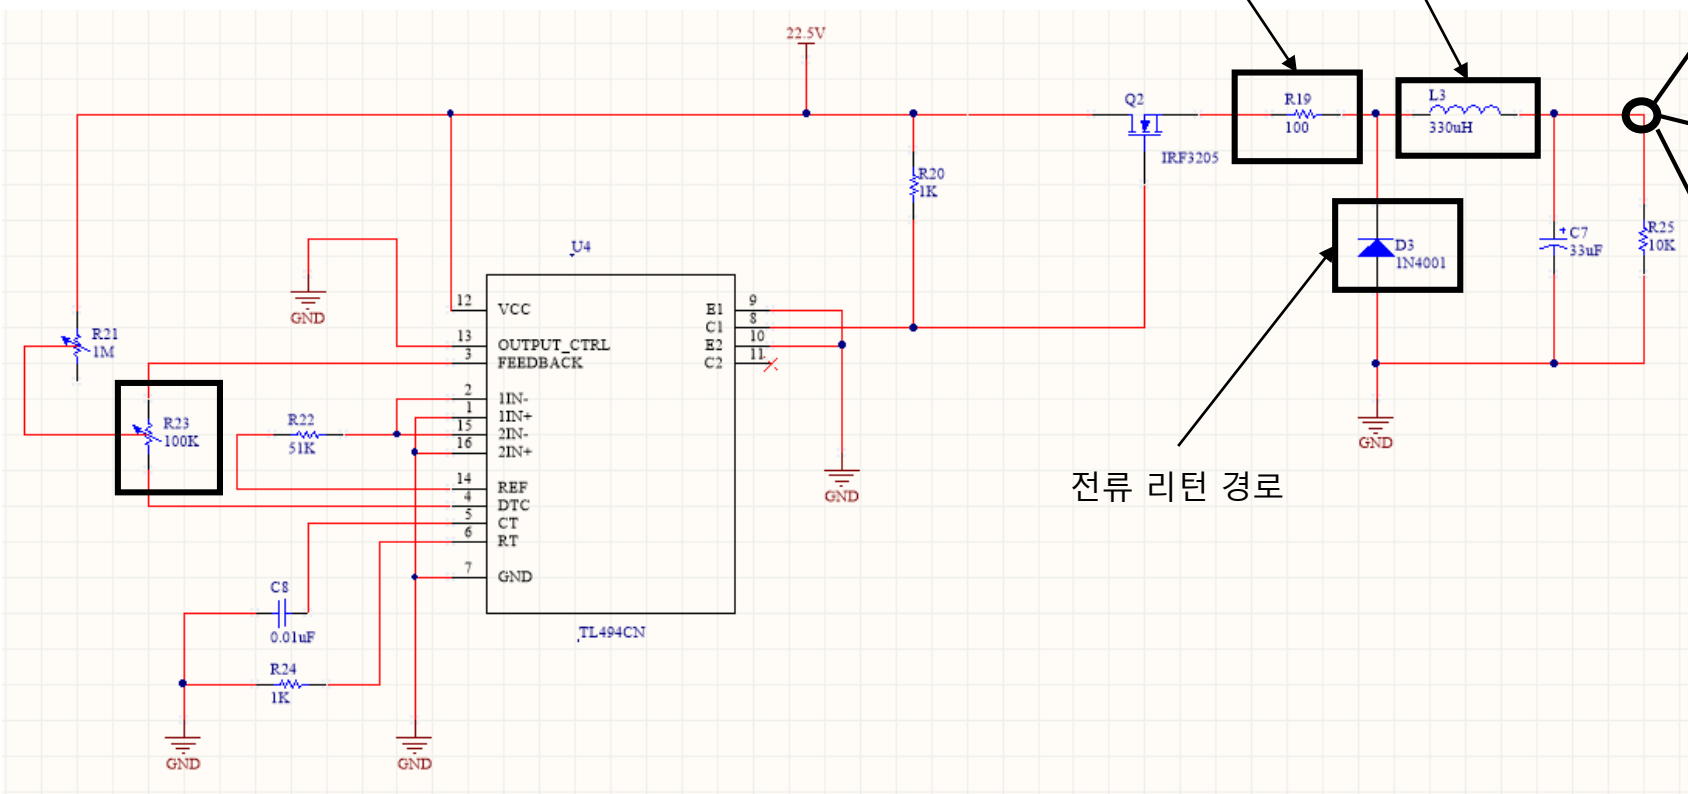 22.5V
Q2
IRF3205
R19
100
L3
330uH
R20
1K
D3
1N4001
C7
33uF
R25
10K
GND
전류 리턴 경로
GND
R21
1M
R23
100K
R22
51K
U4
12 VCC
13 OUTPUT_CTRL
3 FEEDBACK
2 1IN-
1 1IN+
15 2IN-
16 2IN+
14 REF
4 DTC
5 CT
6 RT
7 GND
E1 9
C1 8
E2 10
C2 11
TL494CN
GND
C8
0.01uF
R24
1K
GND
GND